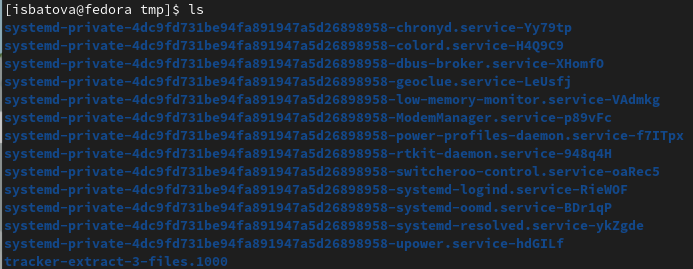 [isbatova@fedora tmp]$ ls
systemd-private-4dc9fd731be94fa891947a5d26898958-chronyd.service-Yy79tp
systemd-private-4dc9fd731be94fa891947a5d26898958-colord.service-H4Q9C9
systemd-private-4dc9fd731be94fa891947a5d26898958-dbus-broker.service-XHomfO
systemd-private-4dc9fd731be94fa891947a5d26898958-geoclue.service-LeUsfj
systemd-private-4dc9fd731be94fa891947a5d26898958-low-memory-monitor.service-VAdmkg
systemd-private-4dc9fd731be94fa891947a5d26898958-ModemManager.service-p89vFc
systemd-private-4dc9fd731be94fa891947a5d26898958-power-profiles-daemon.service-f7ITpx
systemd-private-4dc9fd731be94fa891947a5d26898958-rtkit-daemon.service-948q4H
systemd-private-4dc9fd731be94fa891947a5d26898958-switcheroo-control.service-oaRec5
systemd-private-4dc9fd731be94fa891947a5d26898958-systemd-logind.service-RieWOF
systemd-private-4dc9fd731be94fa891947a5d26898958-systemd-oomd.service-BDr1qP
systemd-private-4dc9fd731be94fa891947a5d26898958-systemd-resolved.service-ykZgde
systemd-private-4dc9fd731be94fa891947a5d26898958-upower.service-hdGILf
tracker-extract-3-files.1000